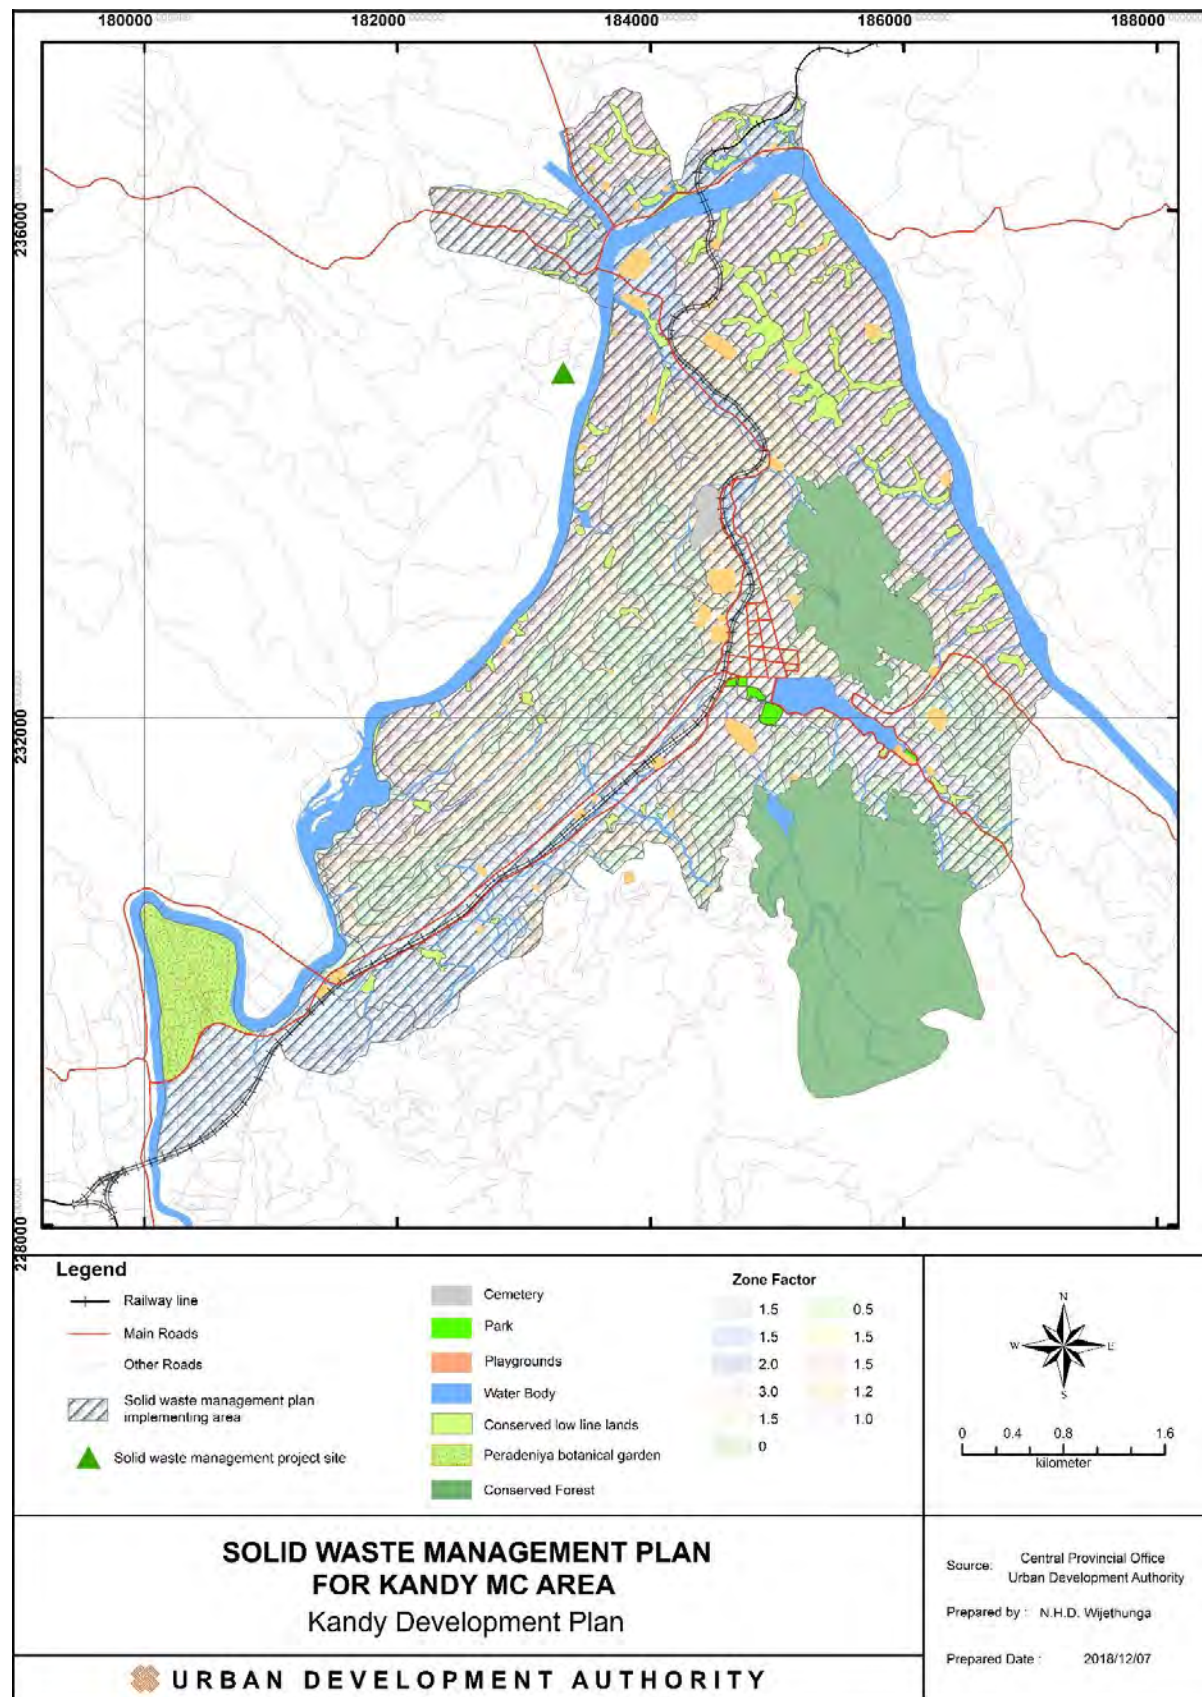 180000
182000
184000
186000
188000
236000
232000
228000
Legend
Railway line
Main Roads
Other Roads
Solid waste management plan
implementing area
Solid waste management project site
Cemetery
Park
Playgrounds
Water Body
Conserved low line lands
Peradeniya botanical garden
Conserved Forest
Zone Factor
1.5
1.5
2.0
3.0
1.5
0
0.5
1.5
1.5
1.2
1.0
N
W
E
S
0 0.4 0.8 1.6
kilometer
SOLID WASTE MANAGEMENT PLAN
FOR KANDY MC AREA
Kandy Development Plan
URBAN DEVELOPMENT AUTHORITY
Source: Central Provincial Office
Urban Development Authority
Prepared by : N.H.D. Wijethunga
Prepared Date : 2018/12/07